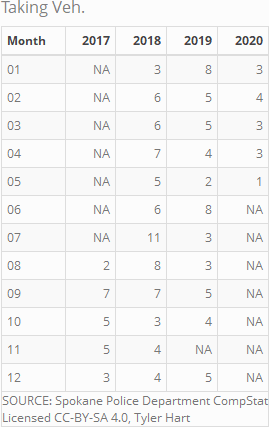 Taking Veh.
Month 2017 2018 2019 2020
01 NA 3 8 3
02 NA 6 5 4
03 NA 6 5 3
04 NA 7 4 3
05 NA 5 2 1
06 NA 6 8 NA
07 NA 11 3 NA
08 2 8 3 NA
09 7 7 5 NA
10 5 3 4 NA
11 5 4 NA NA
12 3 4 5 NA
SOURCE: Spokane Police Department CompStat
Licensed CC-BY-SA 4.0, Tyler Hart